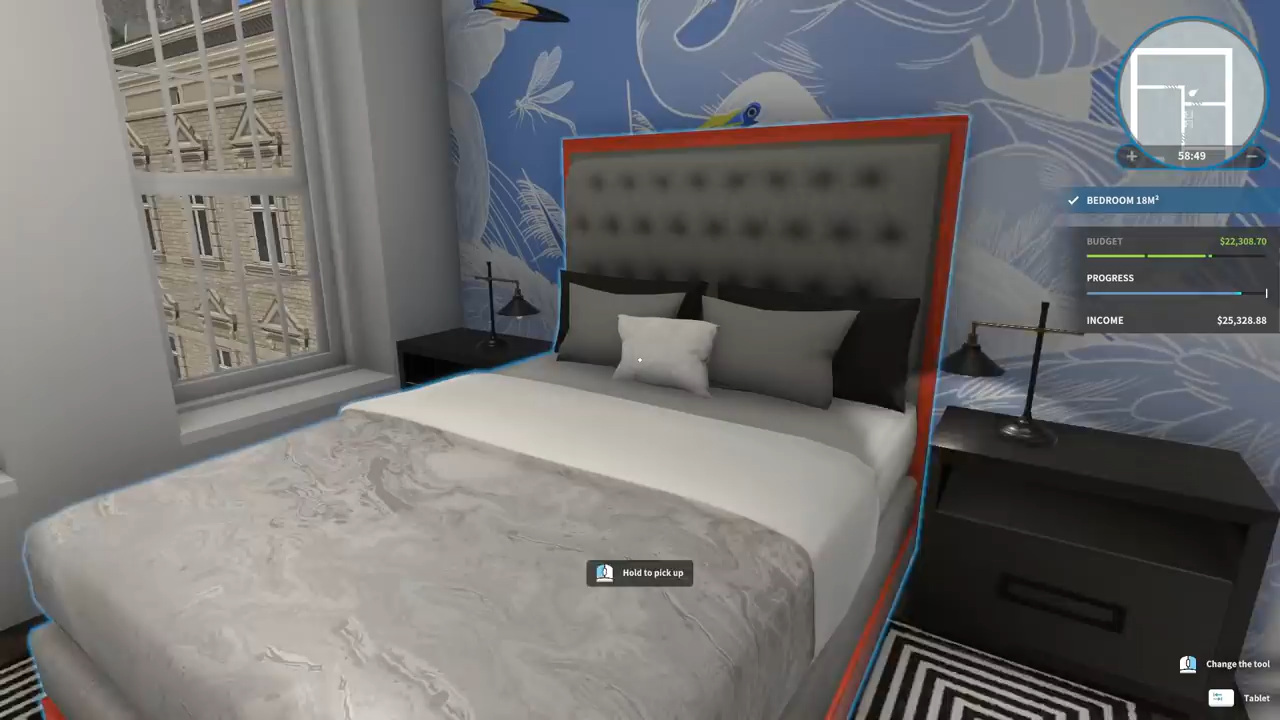 58:49
BEDROOM 18M²
BUDGET $22,308.70
PROGRESS
INCOME $25,328.88
Hold to pick up
Change the tool
Tablet